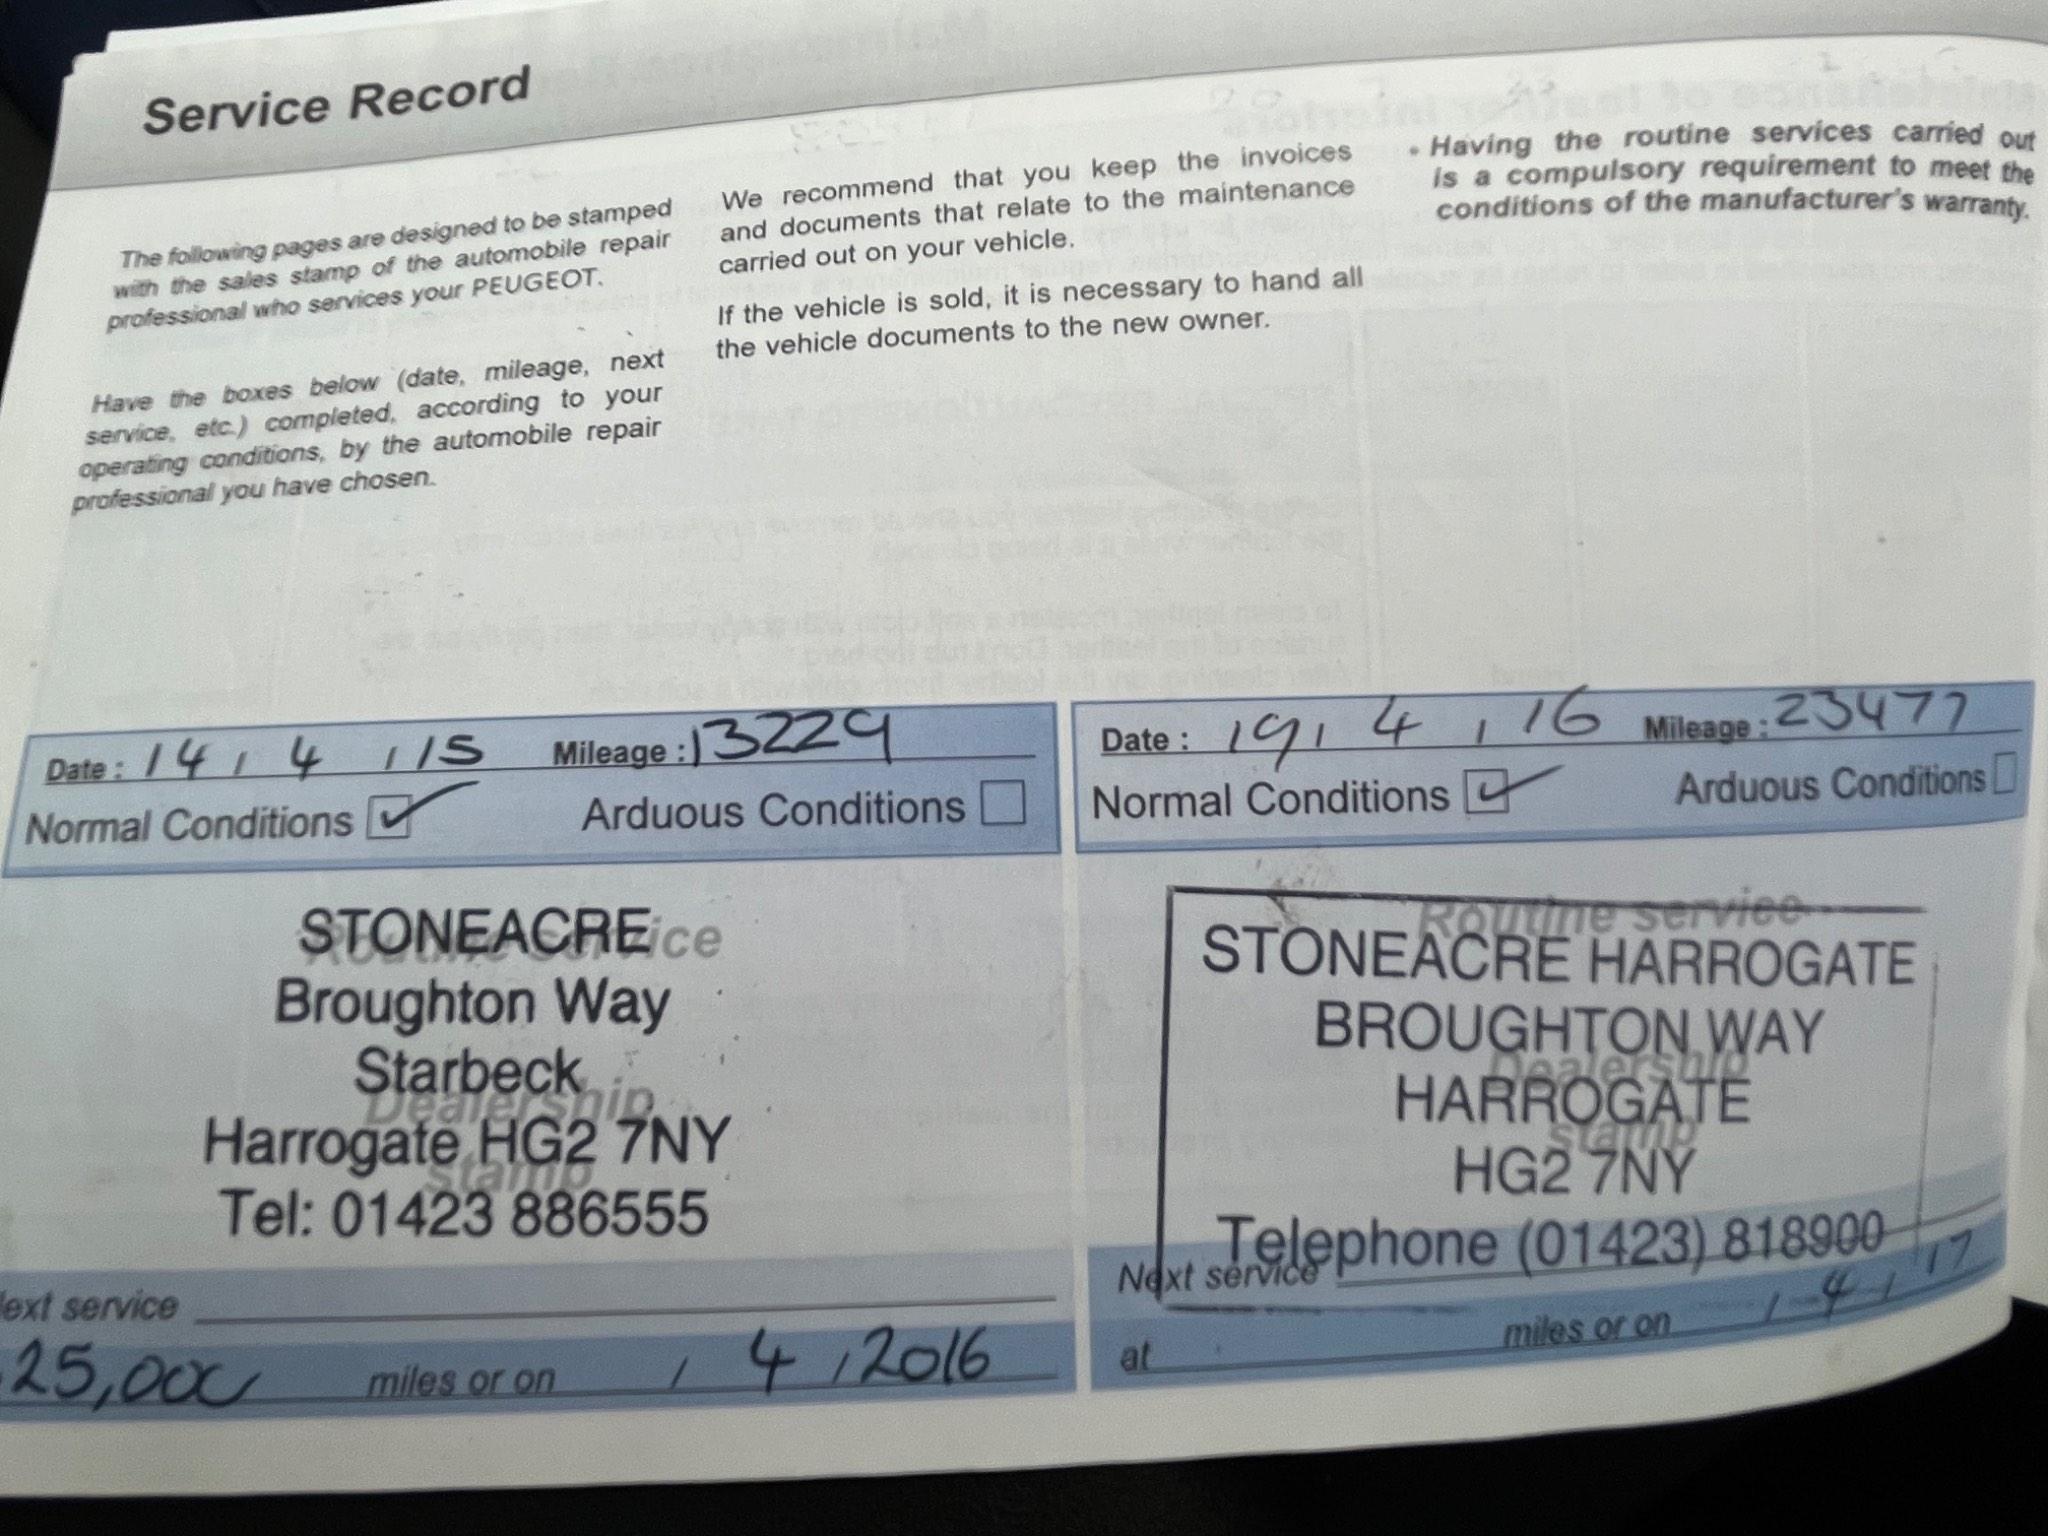 Service Record
The following pages are designed to be stamped
with the sales stamp of the automobile repair
professional who services your PEUGEOT.
Have the boxes below (date, mileage, next
service, etc.) completed, according to your
operating conditions, by the automobile repair
professional you have chosen.
We recommend that you keep the invoices
and documents that relate to the maintenance
carried out on your vehicle.
If the vehicle is sold, it is necessary to hand all
the vehicle documents to the new owner.
• Having the routine services carried out
is a compulsory requirement to meet the
conditions of the manufacturer's warranty.
Date : 14 / 4 / 15 Mileage : 13229
Normal Conditions Arduous Conditions
Routine service
STONEACRE
Broughton Way
Starbeck
Dealership
Harrogate HG2 7NY
stamp
Tel: 01423 886555
ext service
25,000 miles or on / 4 / 2016
Date : 19 / 4 / 16 Mileage : 23477
Normal Conditions Arduous Conditions
Routine service
STONEACRE HARROGATE
BROUGHTON WAY
Dealership
HARROGATE
stamp
HG2 7NY
Telephone (01423) 818900
Next service
at miles or on / 4 / 17